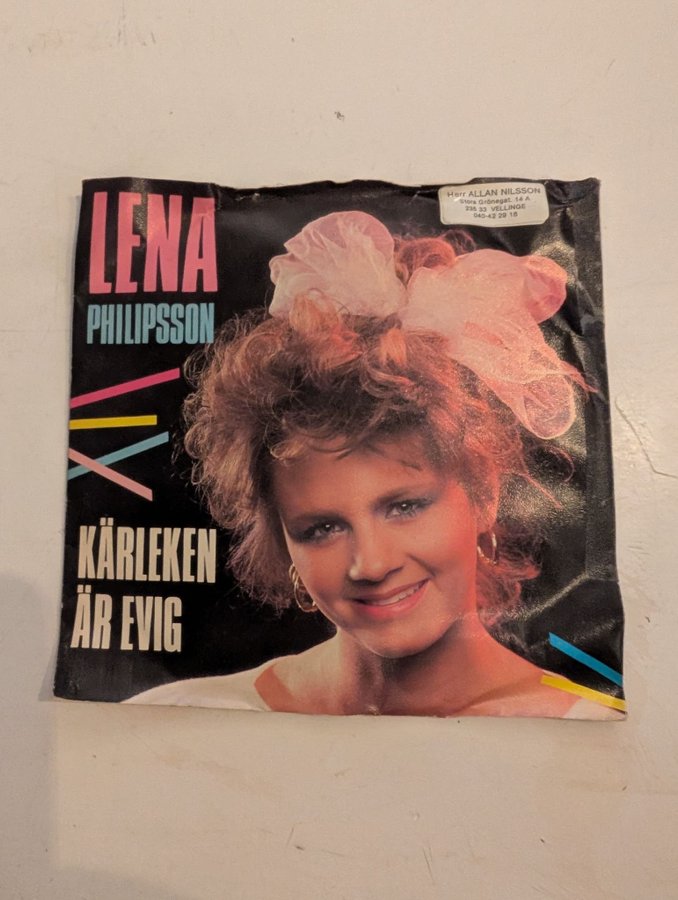 LENA
PHILIPSSON
KÄRLEKEN
ÄR EVIG
Herr ALLAN NILSSON
Stora Grönegat. 14 A
235 33 VELLINGE
040-42 29 16